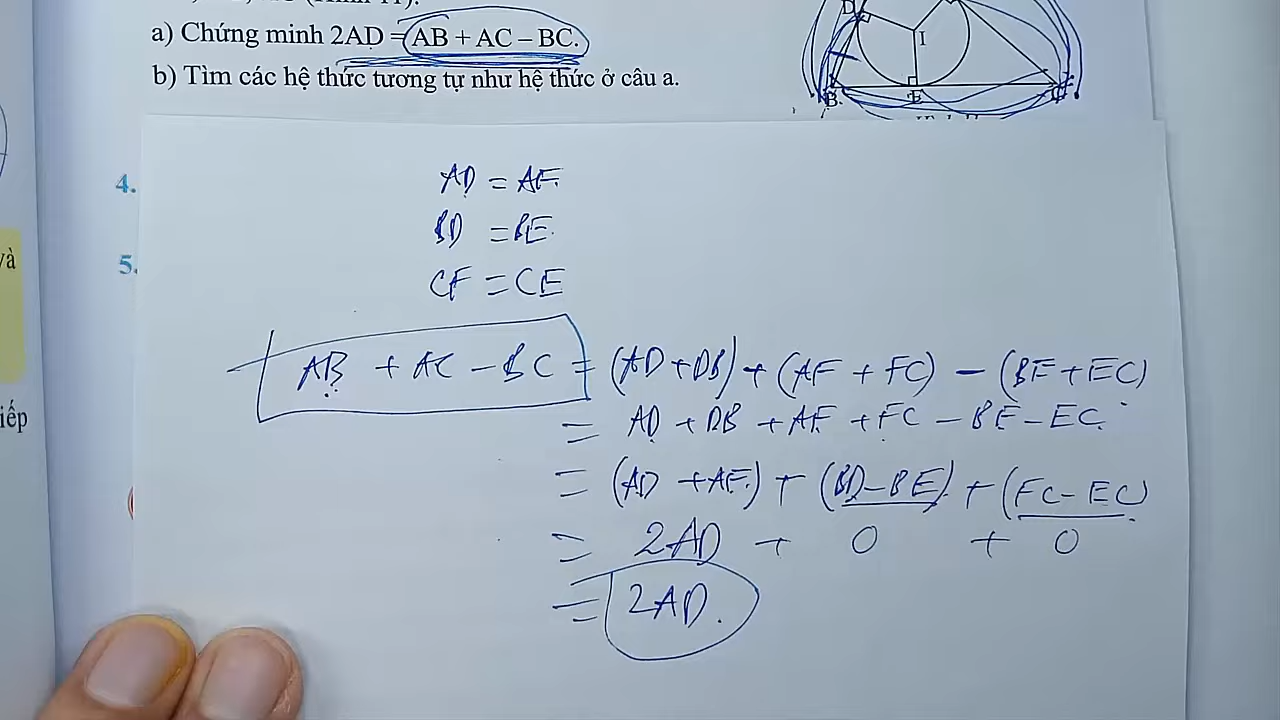 a) Chứng minh 2AD = AB + AC – BC.
b) Tìm các hệ thức tương tự như hệ thức ở câu a.
D
I
B
E
C
4.
AD = AF.
BD = BE.
và
5.
CF = CE
AB + AC - BC = (AD + DB) + (AF + FC) - (BE + EC)
iếp
= AD + DB + AF + FC - BE - EC.
= (AD + AF) + (BD - BE) + (FC - EC)
= 2AD + 0 + 0
= 2AD.